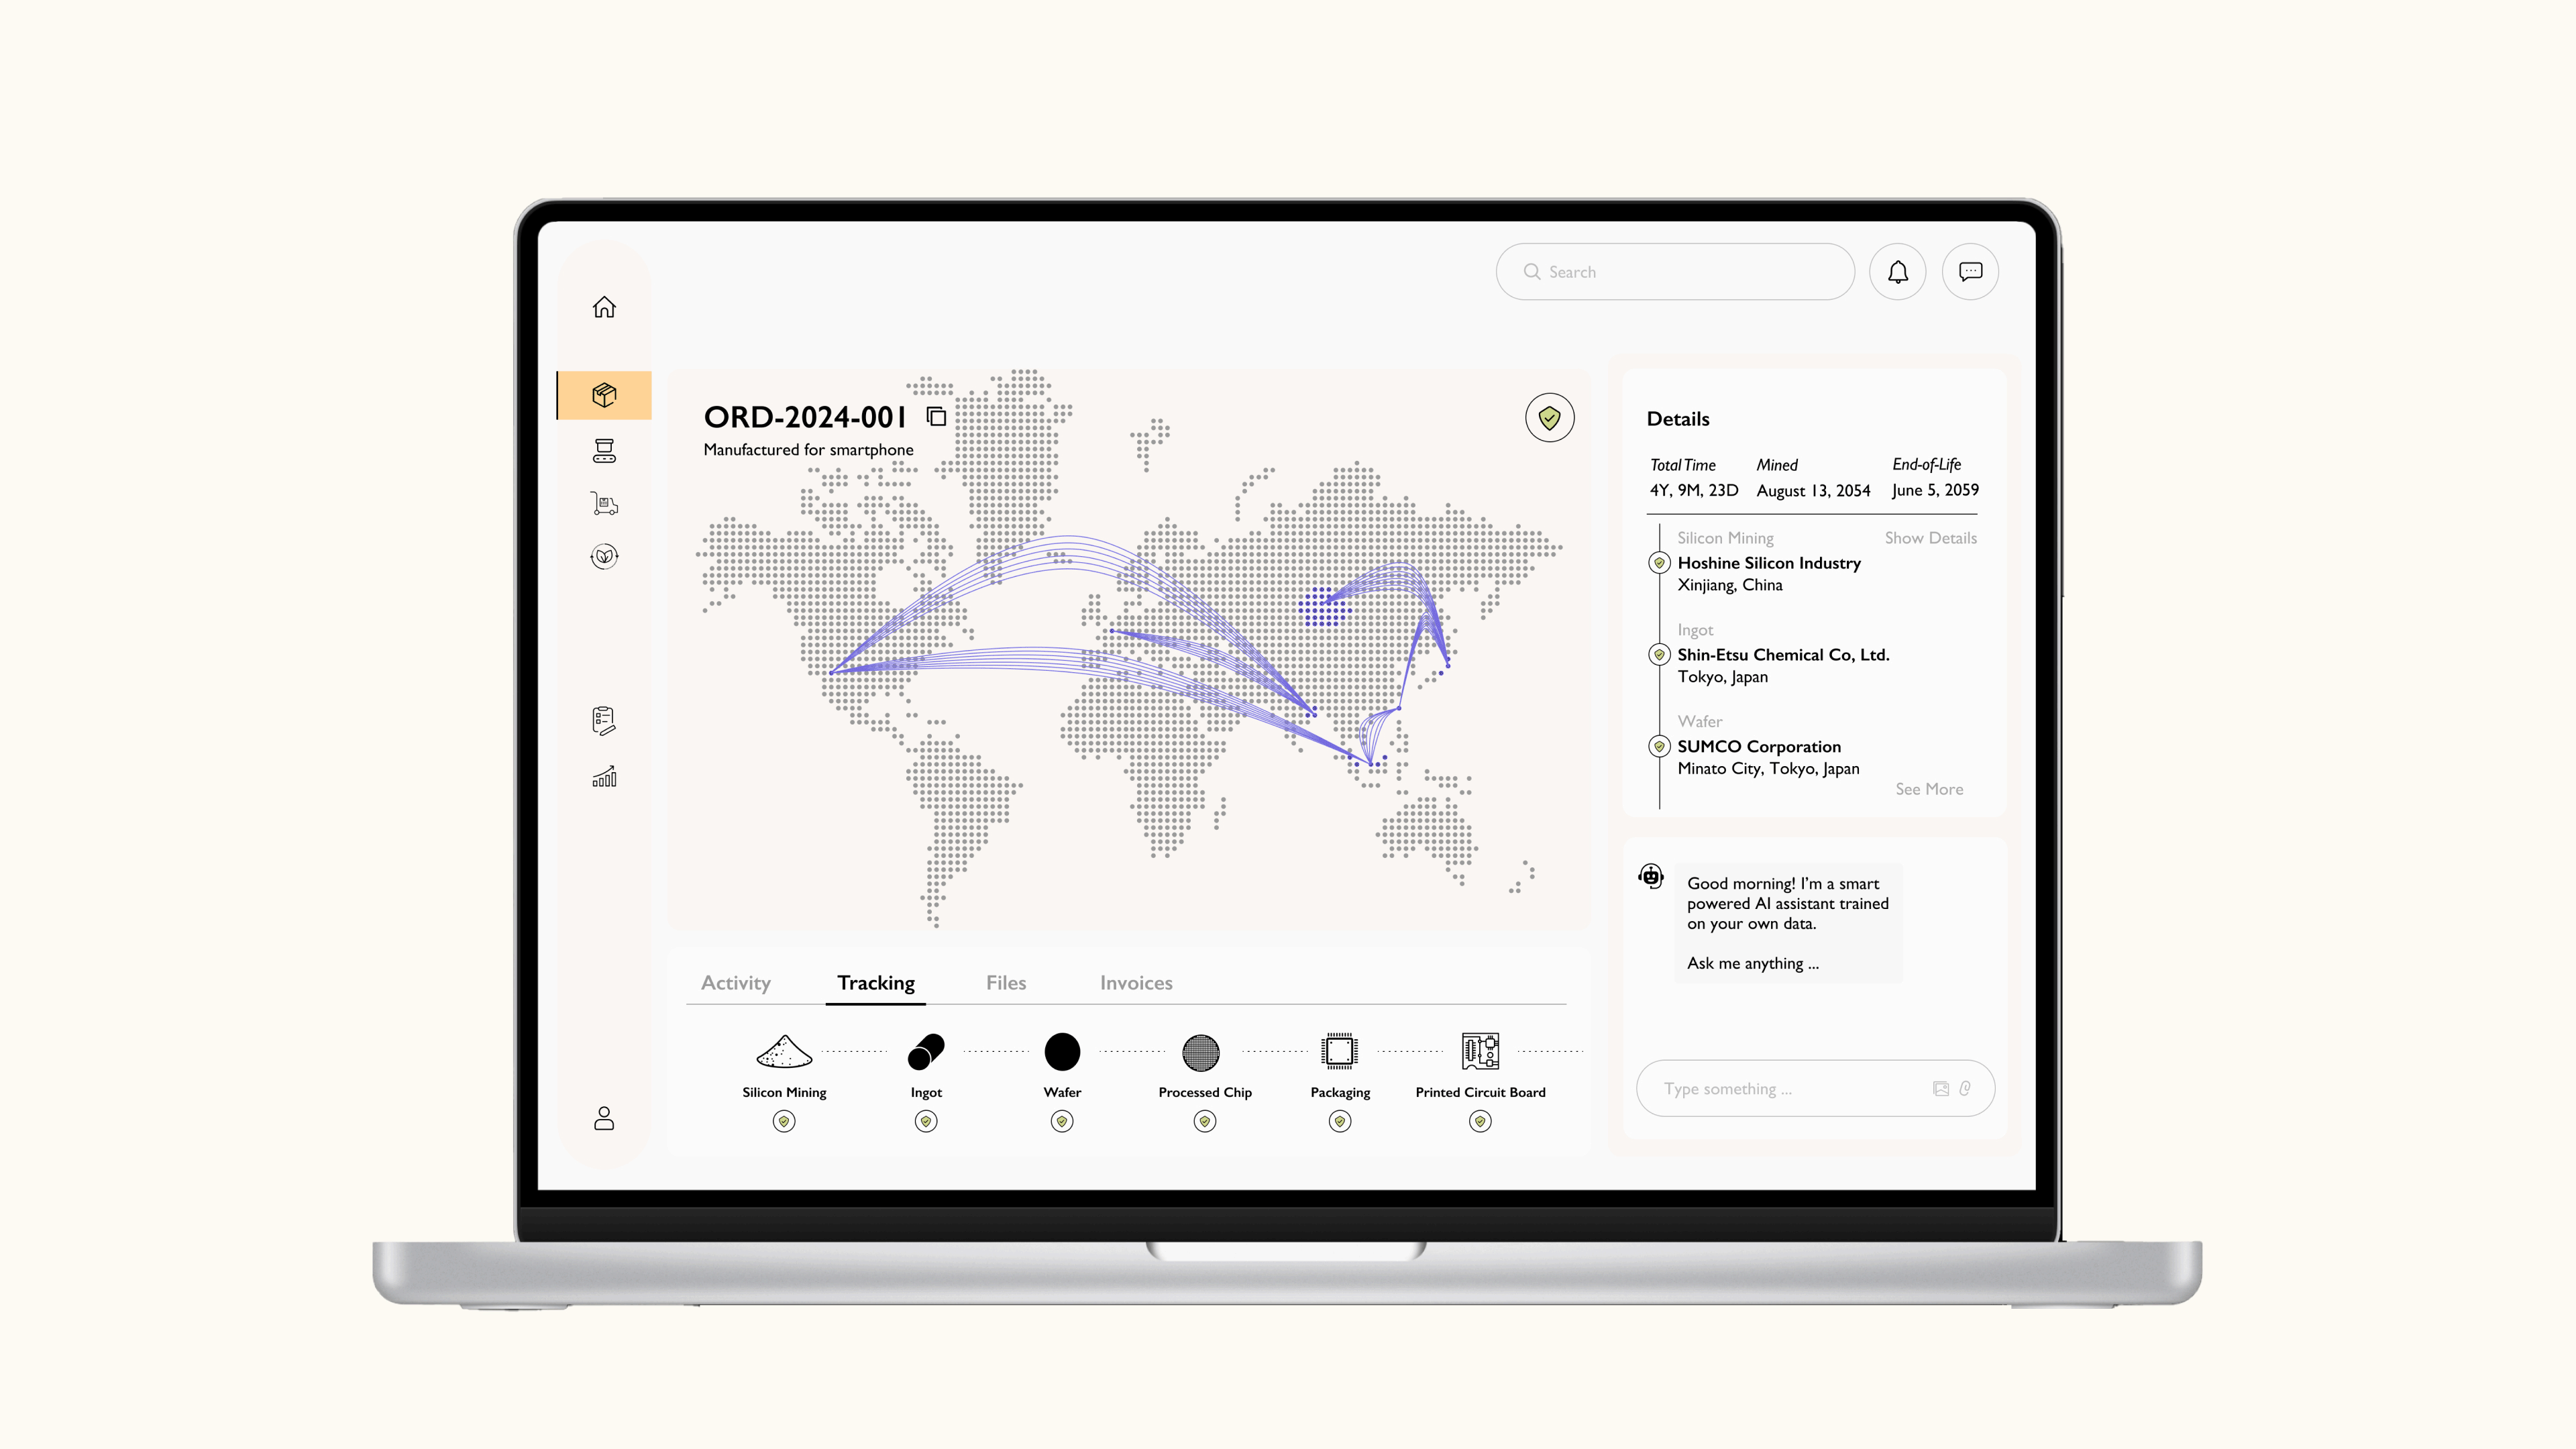 Search
ORD-2024-001
Manufactured for smartphone
Details
Total Time Mined End-of-Life
4Y, 9M, 23D August 13, 2054 June 5, 2059
Silicon Mining Show Details
Hoshine Silicon Industry
Xinjiang, China
Ingot
Shin-Etsu Chemical Co, Ltd.
Tokyo, Japan
Wafer
SUMCO Corporation
Minato City, Tokyo, Japan
See More
Good morning! I'm a smart
powered AI assistant trained
on your own data.
Ask me anything ...
Type something ...
Activity Tracking Files Invoices
Silicon Mining Ingot Wafer Processed Chip Packaging Printed Circuit Board